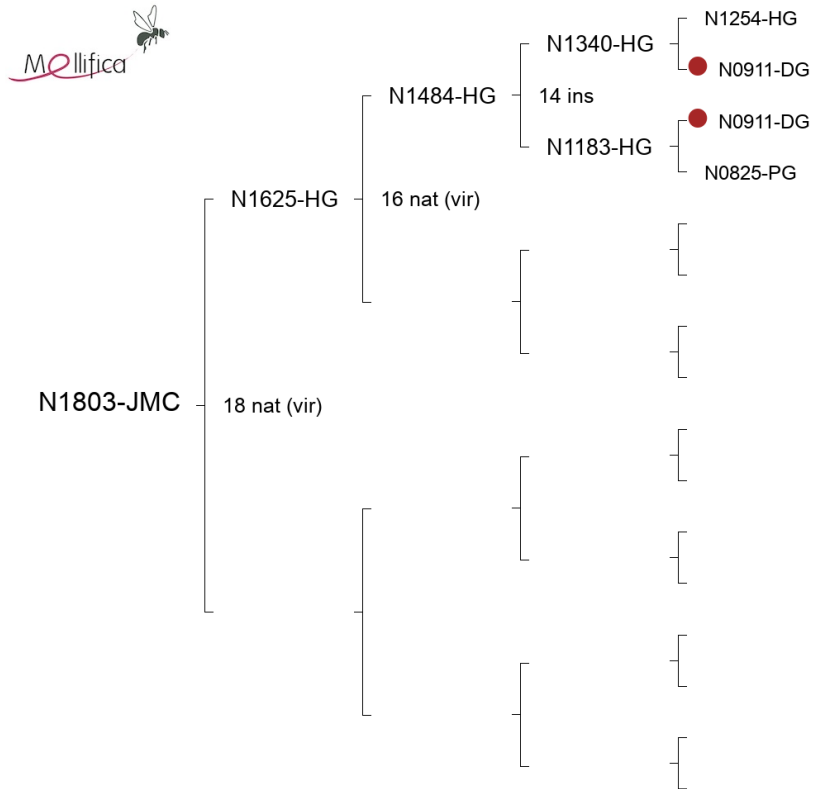 Mellifica
N1254-HG
N1340-HG
N0911-DG
N1484-HG
14 ins
N0911-DG
N1183-HG
N0825-PG
N1625-HG
16 nat (vir)
N1803-JMC
18 nat (vir)